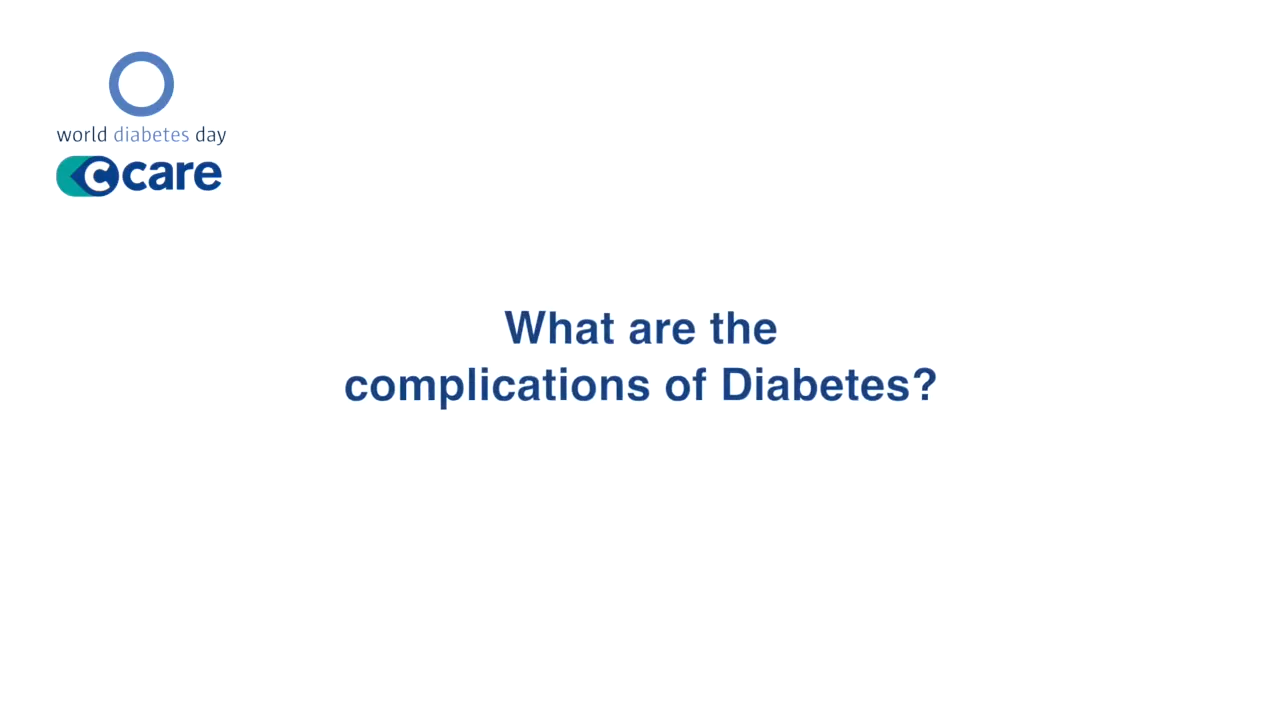 world diabetes day
c care
What are the
complications of Diabetes?